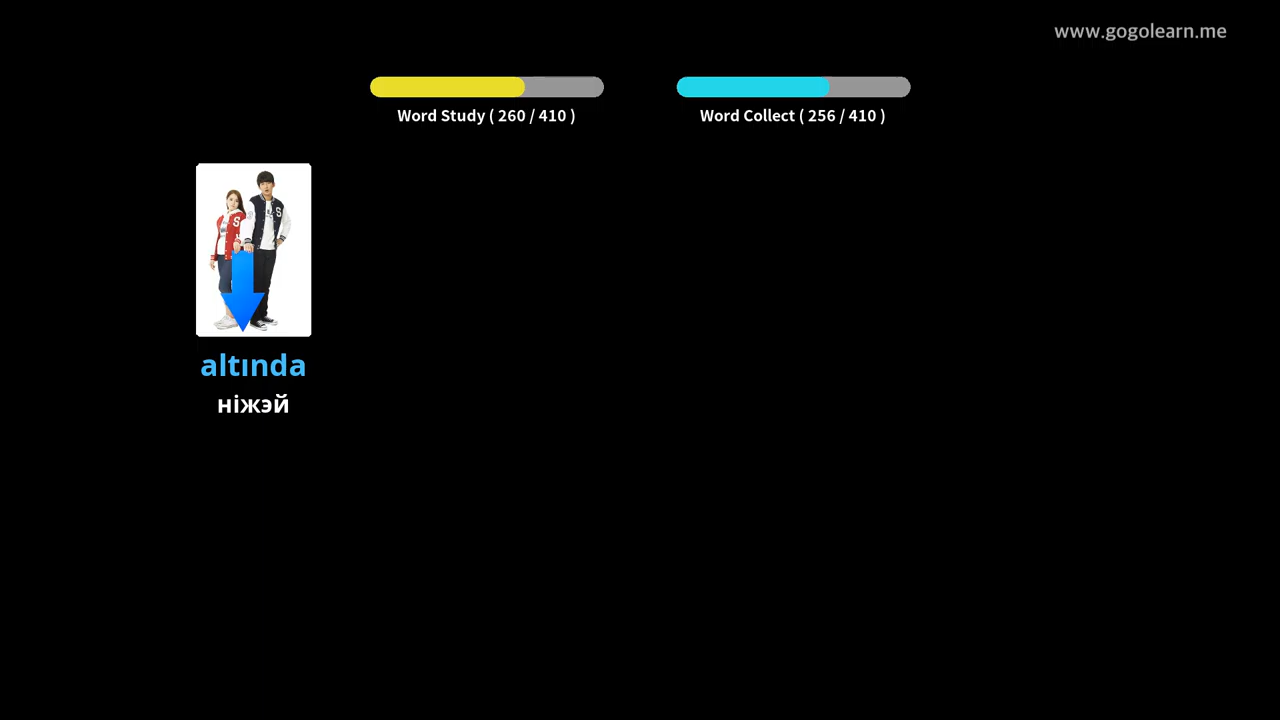 www.gogolearn.me
Word Study ( 260 / 410 )
Word Collect ( 256 / 410 )
S
S
altında
ніжэй